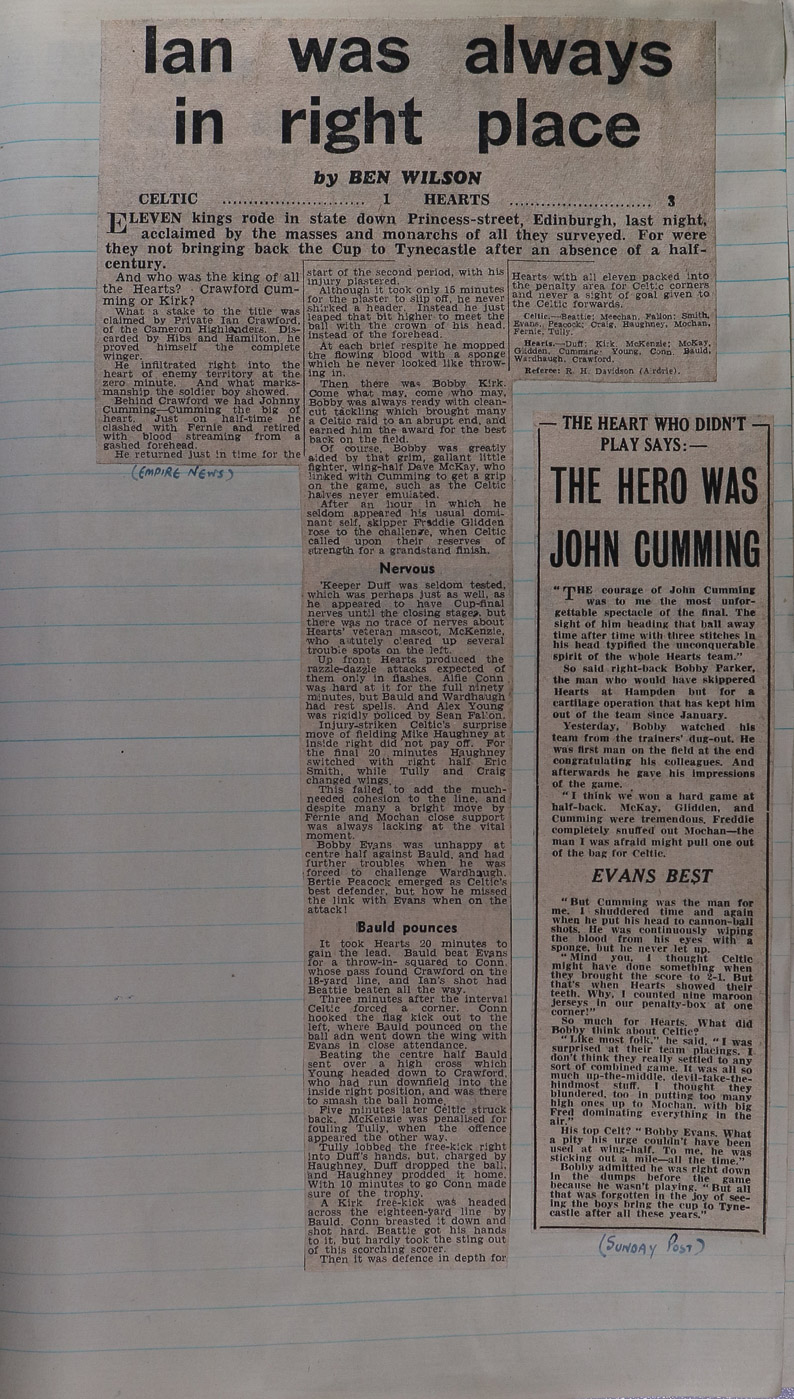 Ian was always
in right place
by BEN WILSON
CELTIC ........................ 1 HEARTS ........................ 3
ELEVEN kings rode in state down Princess-street, Edinburgh, last night,
acclaimed by the masses and monarchs of all they surveyed. For were
they not bringing back the Cup to Tynecastle after an absence of a half-
century.
And who was the king of all
the Hearts? Crawford Cum-
ming or Kirk?
What a stake to the title was
claimed by Private Ian Crawford,
of the Cameron Highlanders. Dis-
carded by Hibs and Hamilton, he
proved himself the complete
winger.
He infiltrated right into the
heart of enemy territory at the
zero minute. And what marks-
manship the soldier boy showed.
Behind Crawford we had Johnny
Cumming—Cumming the big of
heart. Just on half-time he
clashed with Fernie and retired
with blood streaming from a
gashed forehead.
He returned just in time for the
(EMPIRE NEWS)
start of the second period, with his
injury plastered.
Although it took only 15 minutes
for the plaster to slip off, he never
shirked a header. Instead he just
leaped that bit higher to meet the
ball with the crown of his head,
instead of the forehead.
At each brief respite he mopped
the flowing blood with a sponge
which he never looked like throw-
ing in.
Then there was Bobby Kirk.
Come what may, come who may,
Bobby was always ready with clean-
cut tackling which brought many
a Celtic raid to an abrupt end, and
earned him the award for the best
back on the field.
Of course, Bobby was greatly
aided by that grim, gallant little
fighter, wing-half Dave McKay, who
linked with Cumming to get a grip
on the game, such as the Celtic
halves never emulated.
After an hour in which he
seldom appeared his usual domi-
nant self, skipper Freddie Glidden
rose to the challenge, when Celtic
called upon their reserves of
strength for a grandstand finish.
Nervous
'Keeper Duff was seldom tested,
which was perhaps just as well, as
he appeared to have Cup-final
nerves until the closing stages, but
there was no trace of nerves about
Hearts' veteran mascot, McKenzie,
who astutely cleared up several
trouble spots on the left.
Up front Hearts produced the
razzle-dazzle attacks expected of
them only in flashes. Alfie Conn
was hard at it for the full ninety
minutes, but Bauld and Wardhaugh
had rest spells. And Alex Young
was rigidly policed by Sean Fallon.
Injury-striken Celtic's surprise
move of fielding Mike Haughney at
inside right did not pay off. For
the final 20 minutes Haughney
switched with right half Eric
Smith, while Tully and Craig
changed wings.
This failed to add the much-
needed cohesion to the line, and
despite many a bright move by
Fernie and Mochan close support
was always lacking at the vital
moment.
Bobby Evans was unhappy at
centre half against Bauld, and had
further troubles when he was
forced to challenge Wardhaugh.
Bertie Peacock emerged as Celtic's
best defender, but how he missed
the link with Evans when on the
attack!
Bauld pounces
It took Hearts 20 minutes to
gain the lead. Bauld beat Evans
for a throw-in- squared to Conn
whose pass found Crawford on the
18-yard line, and Ian's shot had
Beattie beaten all the way.
Three minutes after the interval
Celtic forced a corner. Conn
hooked the flag kick out to the
left, where Bauld pounced on the
ball adn went down the wing with
Evans in close attendance.
Beating the centre half Bauld
sent over a high cross which
Young headed down to Crawford,
who had run downfield into the
inside right position, and was there
to smash the ball home.
Five minutes later Celtic struck
back. McKenzie was penalised for
fouling Tully, when the offence
appeared the other way.
Tully lobbed the free-kick right
into Duff's hands, but, charged by
Haughney, Duff dropped the ball,
and Haughney prodded it home.
With 10 minutes to go Conn made
sure of the trophy.
A Kirk free-kick was headed
across the eighteen-yard line by
Bauld. Conn breasted it down and
shot hard. Beattie got his hands
to it, but hardly took the sting out
of this scorching scorer.
Then it was defence in depth for
Hearts with all eleven packed into
the penalty area for Celtic corners
and never a sight of goal given to
the Celtic forwards.
Celtic.—Beattie; Meechan, Fallon; Smith,
Evans, Peacock; Craig, Haughney, Mochan,
Fernie, Tully.
Hearts.—Duff; Kirk, McKenzie; McKay,
Glidden, Cumming; Young, Conn, Bauld,
Wardhaugh, Crawford.
Referee: R. H. Davidson (Airdrie).
THE HEART WHO DIDN'T
PLAY SAYS:—
THE HERO WAS
JOHN CUMMING
"THE courage of John Cumming
was to me the most unfor-
gettable spectacle of the final. The
sight of him heading that ball away
time after time with three stitches in
his head typified the unconquerable
spirit of the whole Hearts team."
So said right-back Bobby Parker,
the man who would have skippered
Hearts at Hampden but for a
cartilage operation that has kept him
out of the team since January.
Yesterday, Bobby watched his
team from the trainers' dug-out. He
was first man on the field at the end
congratulating his colleagues. And
afterwards he gave his impressions
of the game.
"I think we won a hard game at
half-back. McKay, Glidden, and
Cumming were tremendous. Freddie
completely snuffed out Mochan—the
man I was afraid might pull one out
of the bag for Celtic.
EVANS BEST
"But Cumming was the man for
me. I shuddered time and again
when he put his head to cannon-ball
shots. He was continuously wiping
the blood from his eyes with a
sponge, but he never let up.
"Mind you, I thought Celtic
might have done something when
they brought the score to 2-1. But
that's when Hearts showed their
teeth. Why, I counted nine maroon
jerseys in our penalty-box at one
corner!"
So much for Hearts. What did
Bobby think about Celtic?
"Like most folk," he said, "I was
surprised at their team placings. I
don't think they really settled to any
sort of combined game. It was all so
much up-the-middle, devil-take-the-
hindmost stuff. I thought they
blundered, too in putting too many
high ones up to Mochan, with big
Fred dominating everything in the
air."
His top Celt? "Bobby Evans. What
a pity his urge couldn't have been
used at wing-half. To me, he was
sticking out a mile—all the time."
Bobby admitted he was right down
in the dumps before the game
because he wasn't playing. "But all
that was forgotten in the joy of see-
ing the boys bring the cup to Tyne-
castle after all these years."
(SUNDAY POST)